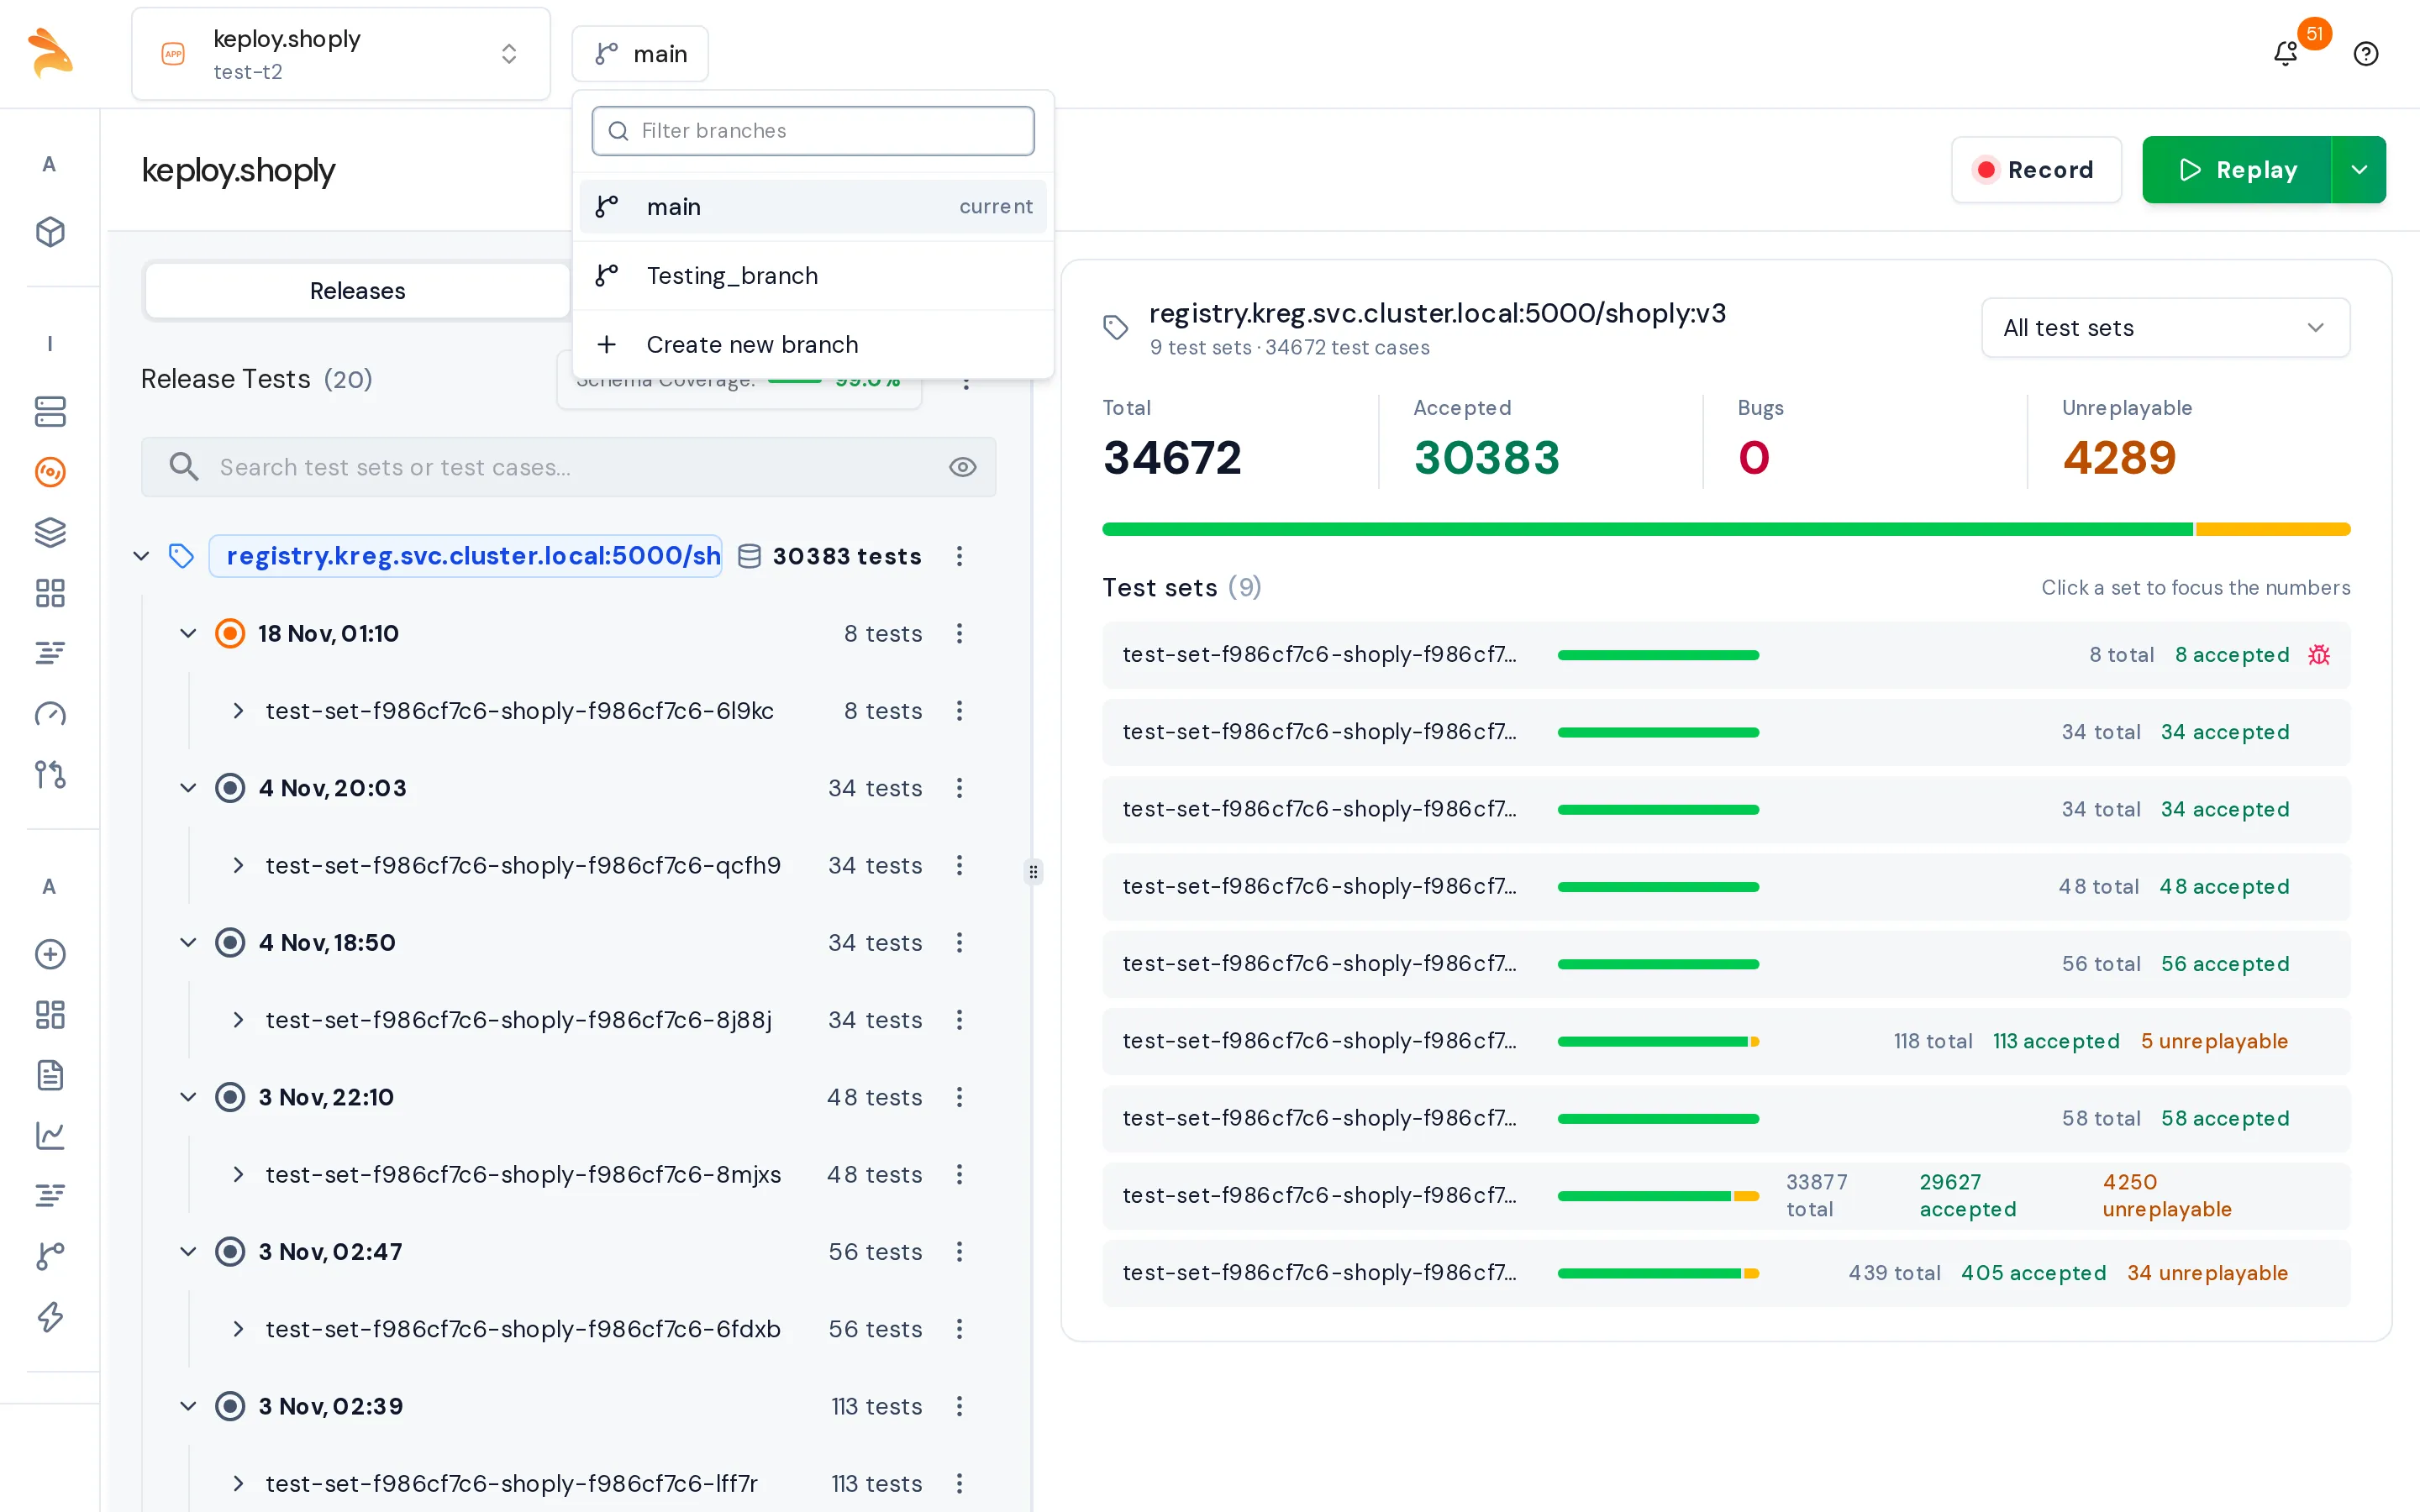 APP
keploy.shoply
test-t2
main
51
Filter branches
main
current
Testing_branch
Create new branch
A
I
A
keploy.shoply
Record
Replay
Releases
Release Tests (20)
Schema Coverage: 99.0%
Search test sets or test cases...
registry.kreg.svc.cluster.local:5000/sh
30383 tests
18 Nov, 01:10
8 tests
test-set-f986cf7c6-shoply-f986cf7c6-6l9kc
8 tests
4 Nov, 20:03
34 tests
test-set-f986cf7c6-shoply-f986cf7c6-qcfh9
34 tests
4 Nov, 18:50
34 tests
test-set-f986cf7c6-shoply-f986cf7c6-8j88j
34 tests
3 Nov, 22:10
48 tests
test-set-f986cf7c6-shoply-f986cf7c6-8mjxs
48 tests
3 Nov, 02:47
56 tests
test-set-f986cf7c6-shoply-f986cf7c6-6fdxb
56 tests
3 Nov, 02:39
113 tests
test-set-f986cf7c6-shoply-f986cf7c6-lff7r
113 tests
registry.kreg.svc.cluster.local:5000/shoply:v3
9 test sets · 34672 test cases
All test sets
Total
34672
Accepted
30383
Bugs
0
Unreplayable
4289
Test sets (9)
Click a set to focus the numbers
test-set-f986cf7c6-shoply-f986cf7...
8 total 8 accepted
test-set-f986cf7c6-shoply-f986cf7...
34 total 34 accepted
test-set-f986cf7c6-shoply-f986cf7...
34 total 34 accepted
test-set-f986cf7c6-shoply-f986cf7...
48 total 48 accepted
test-set-f986cf7c6-shoply-f986cf7...
56 total 56 accepted
test-set-f986cf7c6-shoply-f986cf7...
118 total 113 accepted 5 unreplayable
test-set-f986cf7c6-shoply-f986cf7...
58 total 58 accepted
test-set-f986cf7c6-shoply-f986cf7...
33877 total
29627 accepted
4250 unreplayable
test-set-f986cf7c6-shoply-f986cf7...
439 total 405 accepted 34 unreplayable